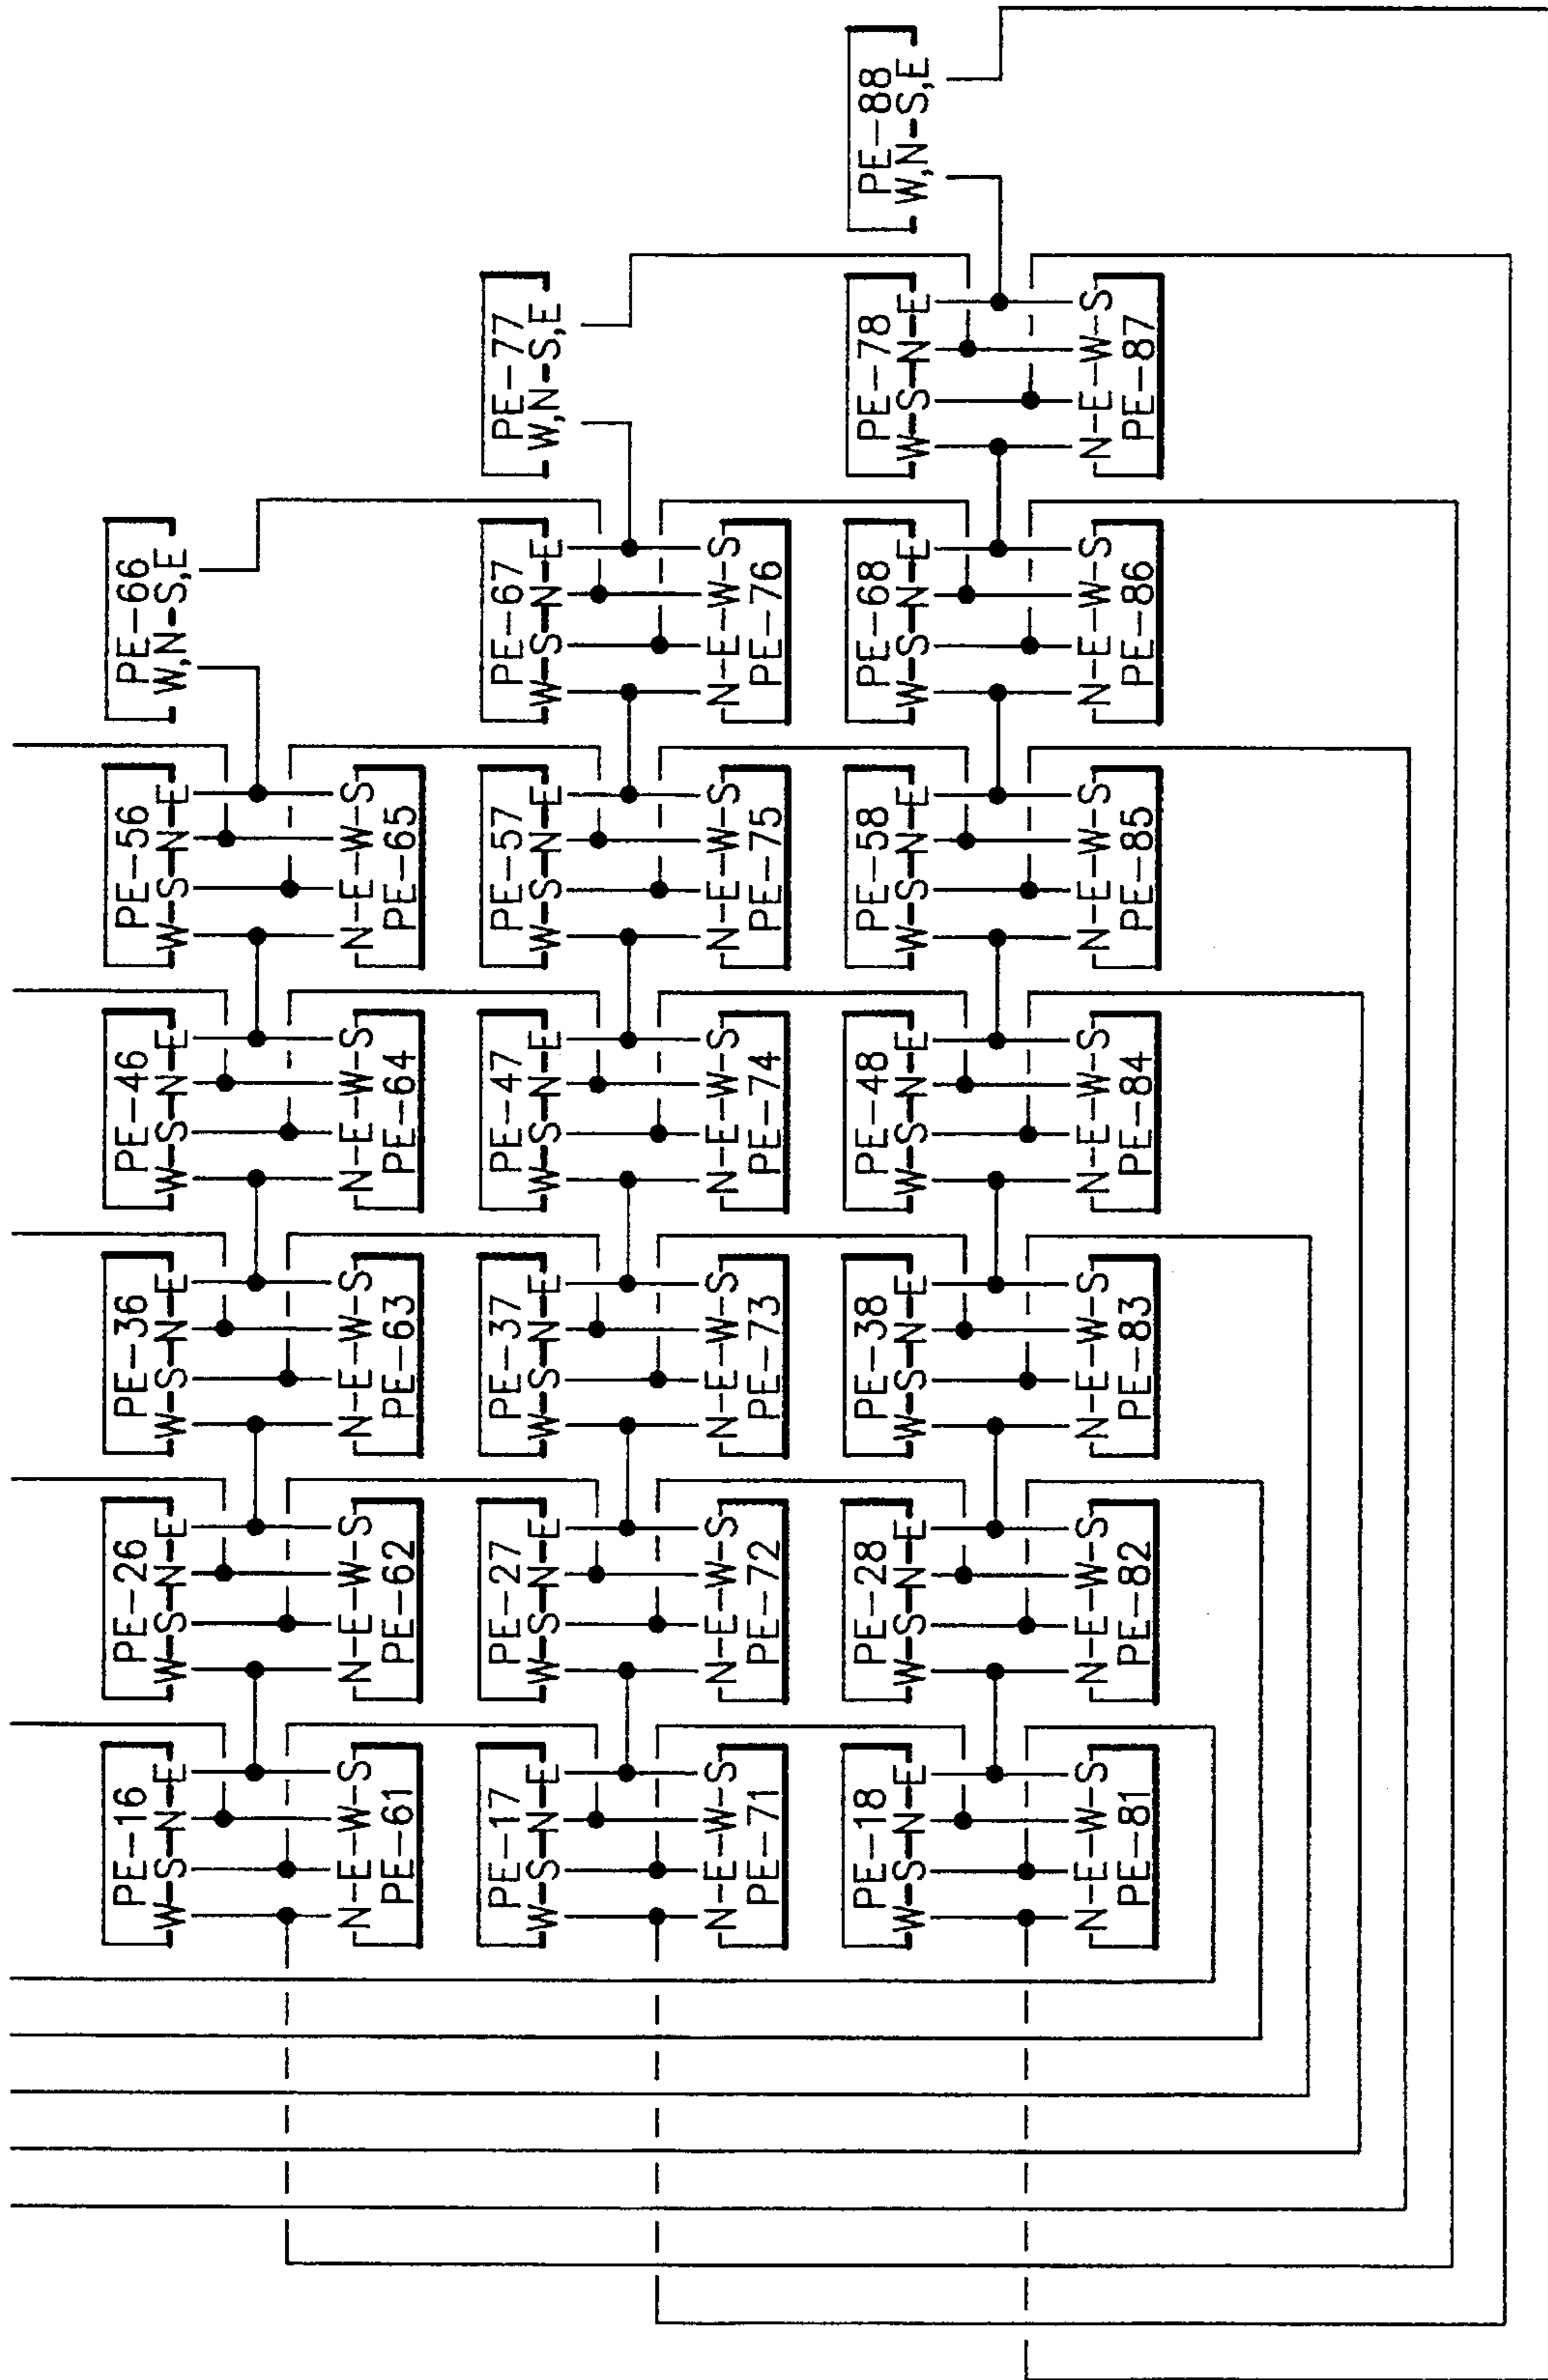 PE-16
W-S-N-E
PE-26
W-S-N-E
PE-36
W-S-N-E
PE-46
W-S-N-E
PE-56
W-S-N-E
PE-66
W,N-S,E
N-E-W-S
PE-61
N-E-W-S
PE-62
N-E-W-S
PE-63
N-E-W-S
PE-64
N-E-W-S
PE-65
PE-17
W-S-N-E
PE-27
W-S-N-E
PE-37
W-S-N-E
PE-47
W-S-N-E
PE-57
W-S-N-E
PE-67
W-S-N-E
PE-77
W,N-S,E
N-E-W-S
PE-71
N-E-W-S
PE-72
N-E-W-S
PE-73
N-E-W-S
PE-74
N-E-W-S
PE-75
N-E-W-S
PE-76
PE-18
W-S-N-E
PE-28
W-S-N-E
PE-38
W-S-N-E
PE-48
W-S-N-E
PE-58
W-S-N-E
PE-68
W-S-N-E
PE-78
W-S-N-E
PE-88
W,N-S,E
N-E-W-S
PE-81
N-E-W-S
PE-82
N-E-W-S
PE-83
N-E-W-S
PE-84
N-E-W-S
PE-85
N-E-W-S
PE-86
N-E-W-S
PE-87